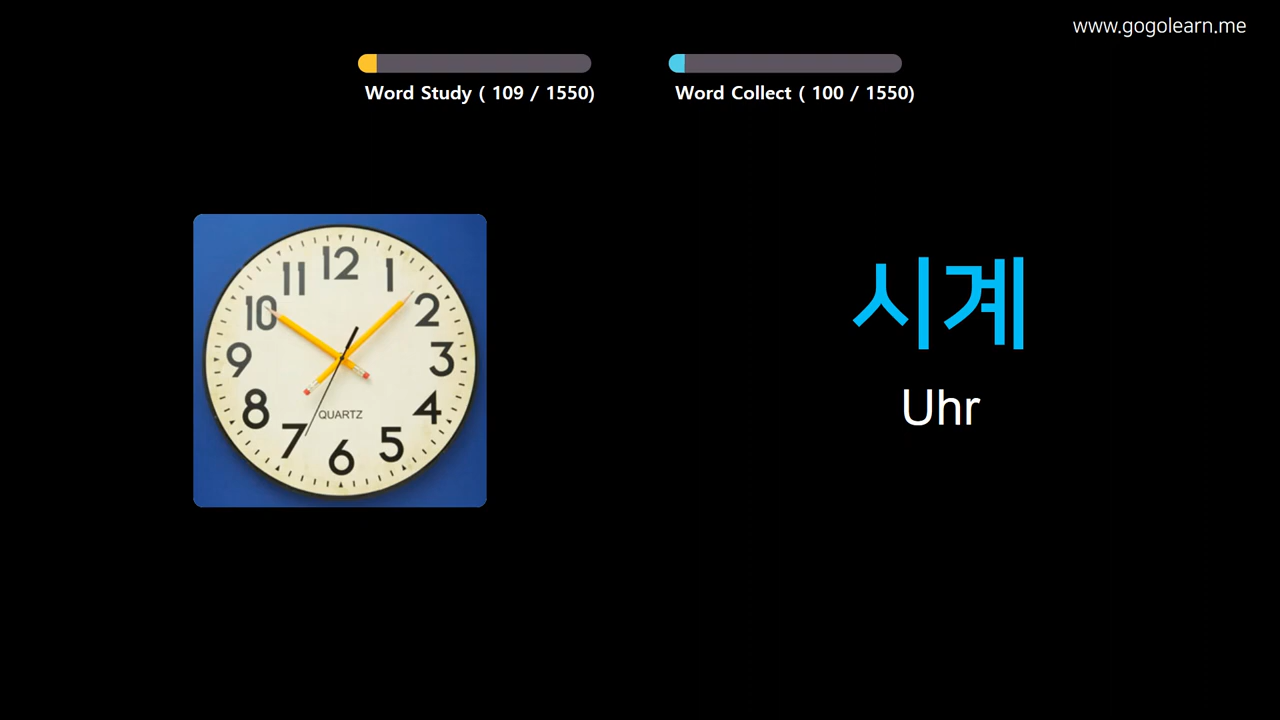 www.gogolearn.me
Word Study ( 109 / 1550)
Word Collect ( 100 / 1550)
12
11
1
10
2
9
3
8
4
7
5
6
QUARTZ
시계
Uhr